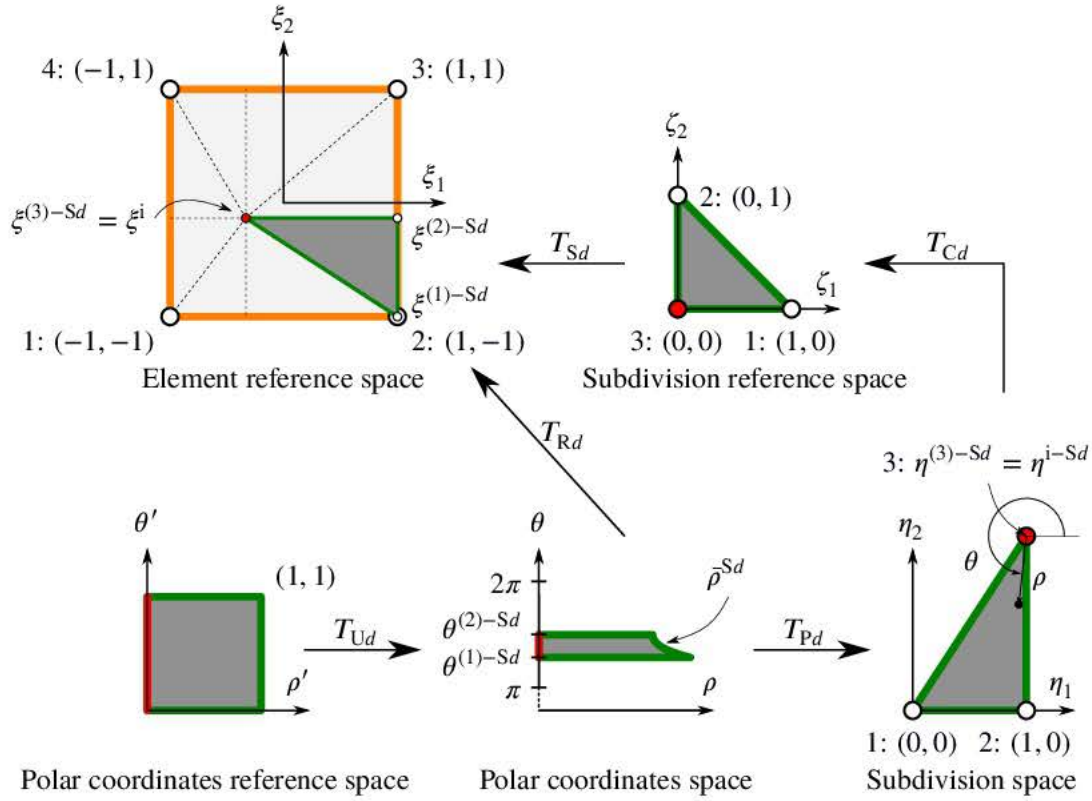 ξ₂
4: (−1, 1)
3: (1, 1)
ξ₁
ξ⁽³⁾⁻ˢᵈ = ξⁱ
ξ⁽²⁾⁻ˢᵈ
ξ⁽¹⁾⁻ˢᵈ
1: (−1, −1)
2: (1, −1)
Element reference space
T_Sd
ζ₂
2: (0, 1)
ζ₁
3: (0, 0)
1: (1, 0)
Subdivision reference space
T_Cd
T_Rd
θ′
(1, 1)
ρ′
Polar coordinates reference space
T_Ud
θ
2π
θ⁽²⁾⁻ˢᵈ
θ⁽¹⁾⁻ˢᵈ
π
ρ̄ˢᵈ
ρ
Polar coordinates space
T_Pd
3: η⁽³⁾⁻ˢᵈ = ηⁱ⁻ˢᵈ
η₂
θ
ρ
η₁
1: (0, 0)
2: (1, 0)
Subdivision space